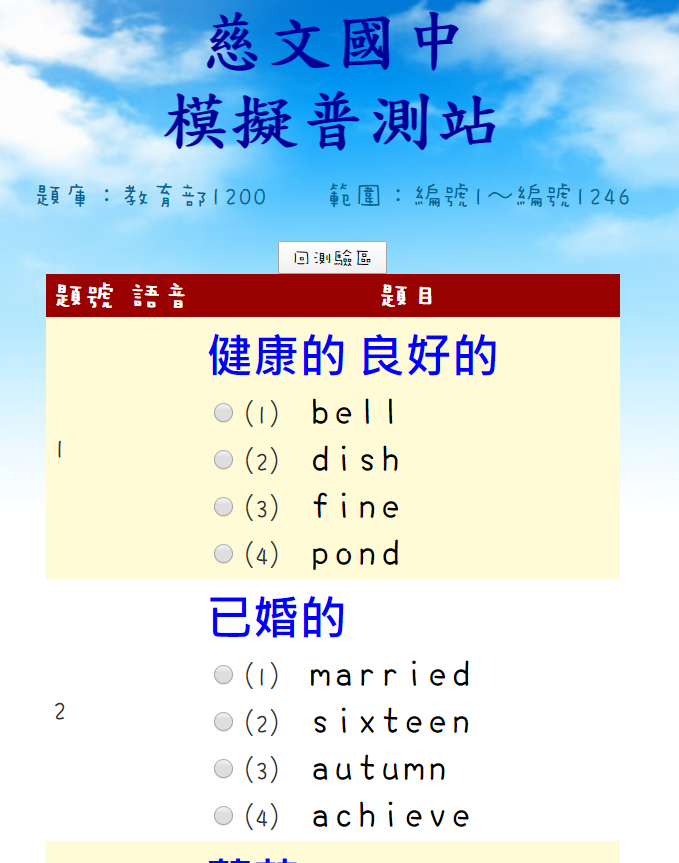 慈文國中
模擬普測站
題庫：教育部1200 範圍：編號1～編號1246
回測驗區
題號 語音 題目
健康的 良好的
(1) bell
1
(2) dish
(3) fine
(4) pond
已婚的
(1) married
2
(2) sixteen
(3) autumn
(4) achieve